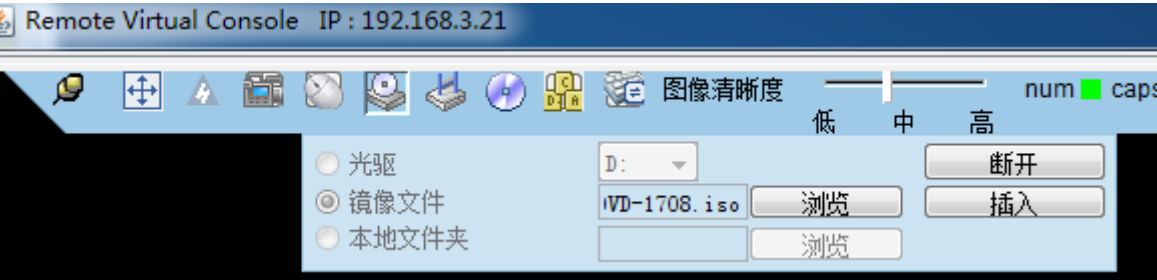 Remote Virtual Console IP : 192.168.3.21
图像清晰度 低 中 高 num caps
光驱 D: 断开
镜像文件 VD-1708.iso 浏览 插入
本地文件夹 浏览